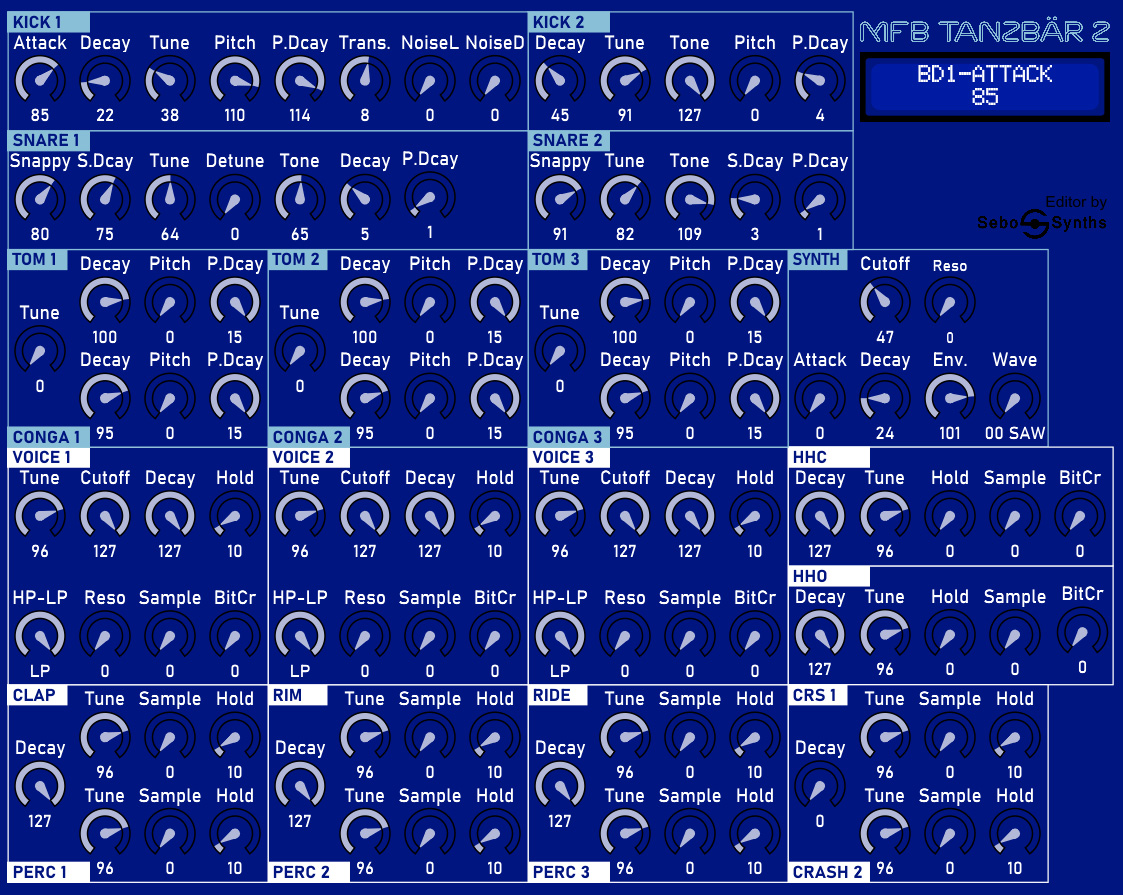 KICK 1
Attack Decay Tune Pitch P.Dcay Trans. NoiseL NoiseD
85 22 38 110 114 8 0 0
KICK 2
Decay Tune Tone Pitch P.Dcay
45 91 127 0 4
MFB TANZBÄR 2
BD1-ATTACK
85
SNARE 1
Snappy S.Dcay Tune Detune Tone Decay P.Dcay
80 75 64 0 65 5 1
SNARE 2
Snappy Tune Tone S.Dcay P.Dcay
91 82 109 3 1
Editor by
Sebo Synths
TOM 1
Decay Pitch P.Dcay
Tune
100 0 15
Decay Pitch P.Dcay
0
95 0 15
CONGA 1
TOM 2
Decay Pitch P.Dcay
Tune
100 0 15
Decay Pitch P.Dcay
0
95 0 15
CONGA 2
TOM 3
Decay Pitch P.Dcay
Tune
100 0 15
Decay Pitch P.Dcay
0
95 0 15
CONGA 3
SYNTH
Cutoff Reso
47 0
Attack Decay Env. Wave
0 24 101 00 SAW
VOICE 1
Tune Cutoff Decay Hold
96 127 127 10
HP-LP Reso Sample BitCr
LP 0 0 0
VOICE 2
Tune Cutoff Decay Hold
96 127 127 10
HP-LP Reso Sample BitCr
LP 0 0 0
VOICE 3
Tune Cutoff Decay Hold
96 127 127 10
HP-LP Reso Sample BitCr
LP 0 0 0
HHC
Decay Tune Hold Sample BitCr
127 96 0 0 0
HHO
Decay Tune Hold Sample BitCr
127 96 0 0 0
CLAP
Tune Sample Hold
Decay
96 0 10
Tune Sample Hold
127
96 0 10
PERC 1
RIM
Tune Sample Hold
Decay
96 0 10
Tune Sample Hold
127
96 0 10
PERC 2
RIDE
Tune Sample Hold
Decay
96 0 10
Tune Sample Hold
127
96 0 10
PERC 3
CRS 1
Tune Sample Hold
Decay
96 0 10
Tune Sample Hold
0
96 0 10
CRASH 2